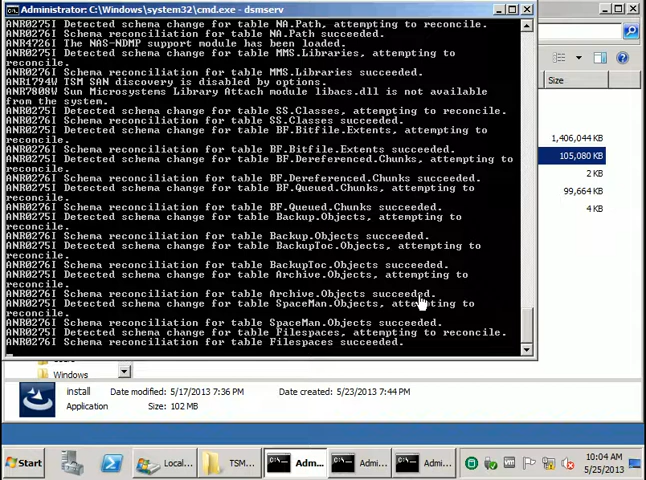 Administrator: C:\Windows\system32\cmd.exe - dsmserv
ANR0275I Detected schema change for table NA.Path, attempting to reconcile.
ANR0276I Schema reconciliation for table NA.Path succeeded.
ANR4726I The NAS-NDMP support module has been loaded.
ANR0275I Detected schema change for table MMS.Libraries, attempting to
reconcile.
ANR0276I Schema reconciliation for table MMS.Libraries succeeded.
ANR1794W TSM SAN discovery is disabled by options.
ANR7808W Sun Microsystems Library Attach module libacs.dll is not available
from the system.
ANR0275I Detected schema change for table SS.Classes, attempting to reconcile.
ANR0276I Schema reconciliation for table SS.Classes succeeded.
ANR0275I Detected schema change for table BF.Bitfile.Extents, attempting to
reconcile.
ANR0276I Schema reconciliation for table BF.Bitfile.Extents succeeded.
ANR0275I Detected schema change for table BF.Dereferenced.Chunks, attempting to
reconcile.
ANR0276I Schema reconciliation for table BF.Dereferenced.Chunks succeeded.
ANR0275I Detected schema change for table BF.Queued.Chunks, attempting to
reconcile.
ANR0276I Schema reconciliation for table BF.Queued.Chunks succeeded.
ANR0275I Detected schema change for table Backup.Objects, attempting to
reconcile.
ANR0276I Schema reconciliation for table Backup.Objects succeeded.
ANR0275I Detected schema change for table BackupToc.Objects, attempting to
reconcile.
ANR0276I Schema reconciliation for table BackupToc.Objects succeeded.
ANR0275I Detected schema change for table Archive.Objects, attempting to
reconcile.
ANR0276I Schema reconciliation for table Archive.Objects succeeded.
ANR0275I Detected schema change for table SpaceMan.Objects, attempting to
reconcile.
ANR0276I Schema reconciliation for table SpaceMan.Objects succeeded.
ANR0275I Detected schema change for table Filespaces, attempting to reconcile.
ANR0276I Schema reconciliation for table Filespaces succeeded.
Size
1,406,044 KB
105,080 KB
2 KB
99,664 KB
4 KB
Windows
install Date modified: 5/17/2013 7:36 PM Date created: 5/23/2013 7:44 PM
Application Size: 102 MB
Start
Local...
TSM...
Adm...
Admi...
Admi...
10:04 AM
5/25/2013